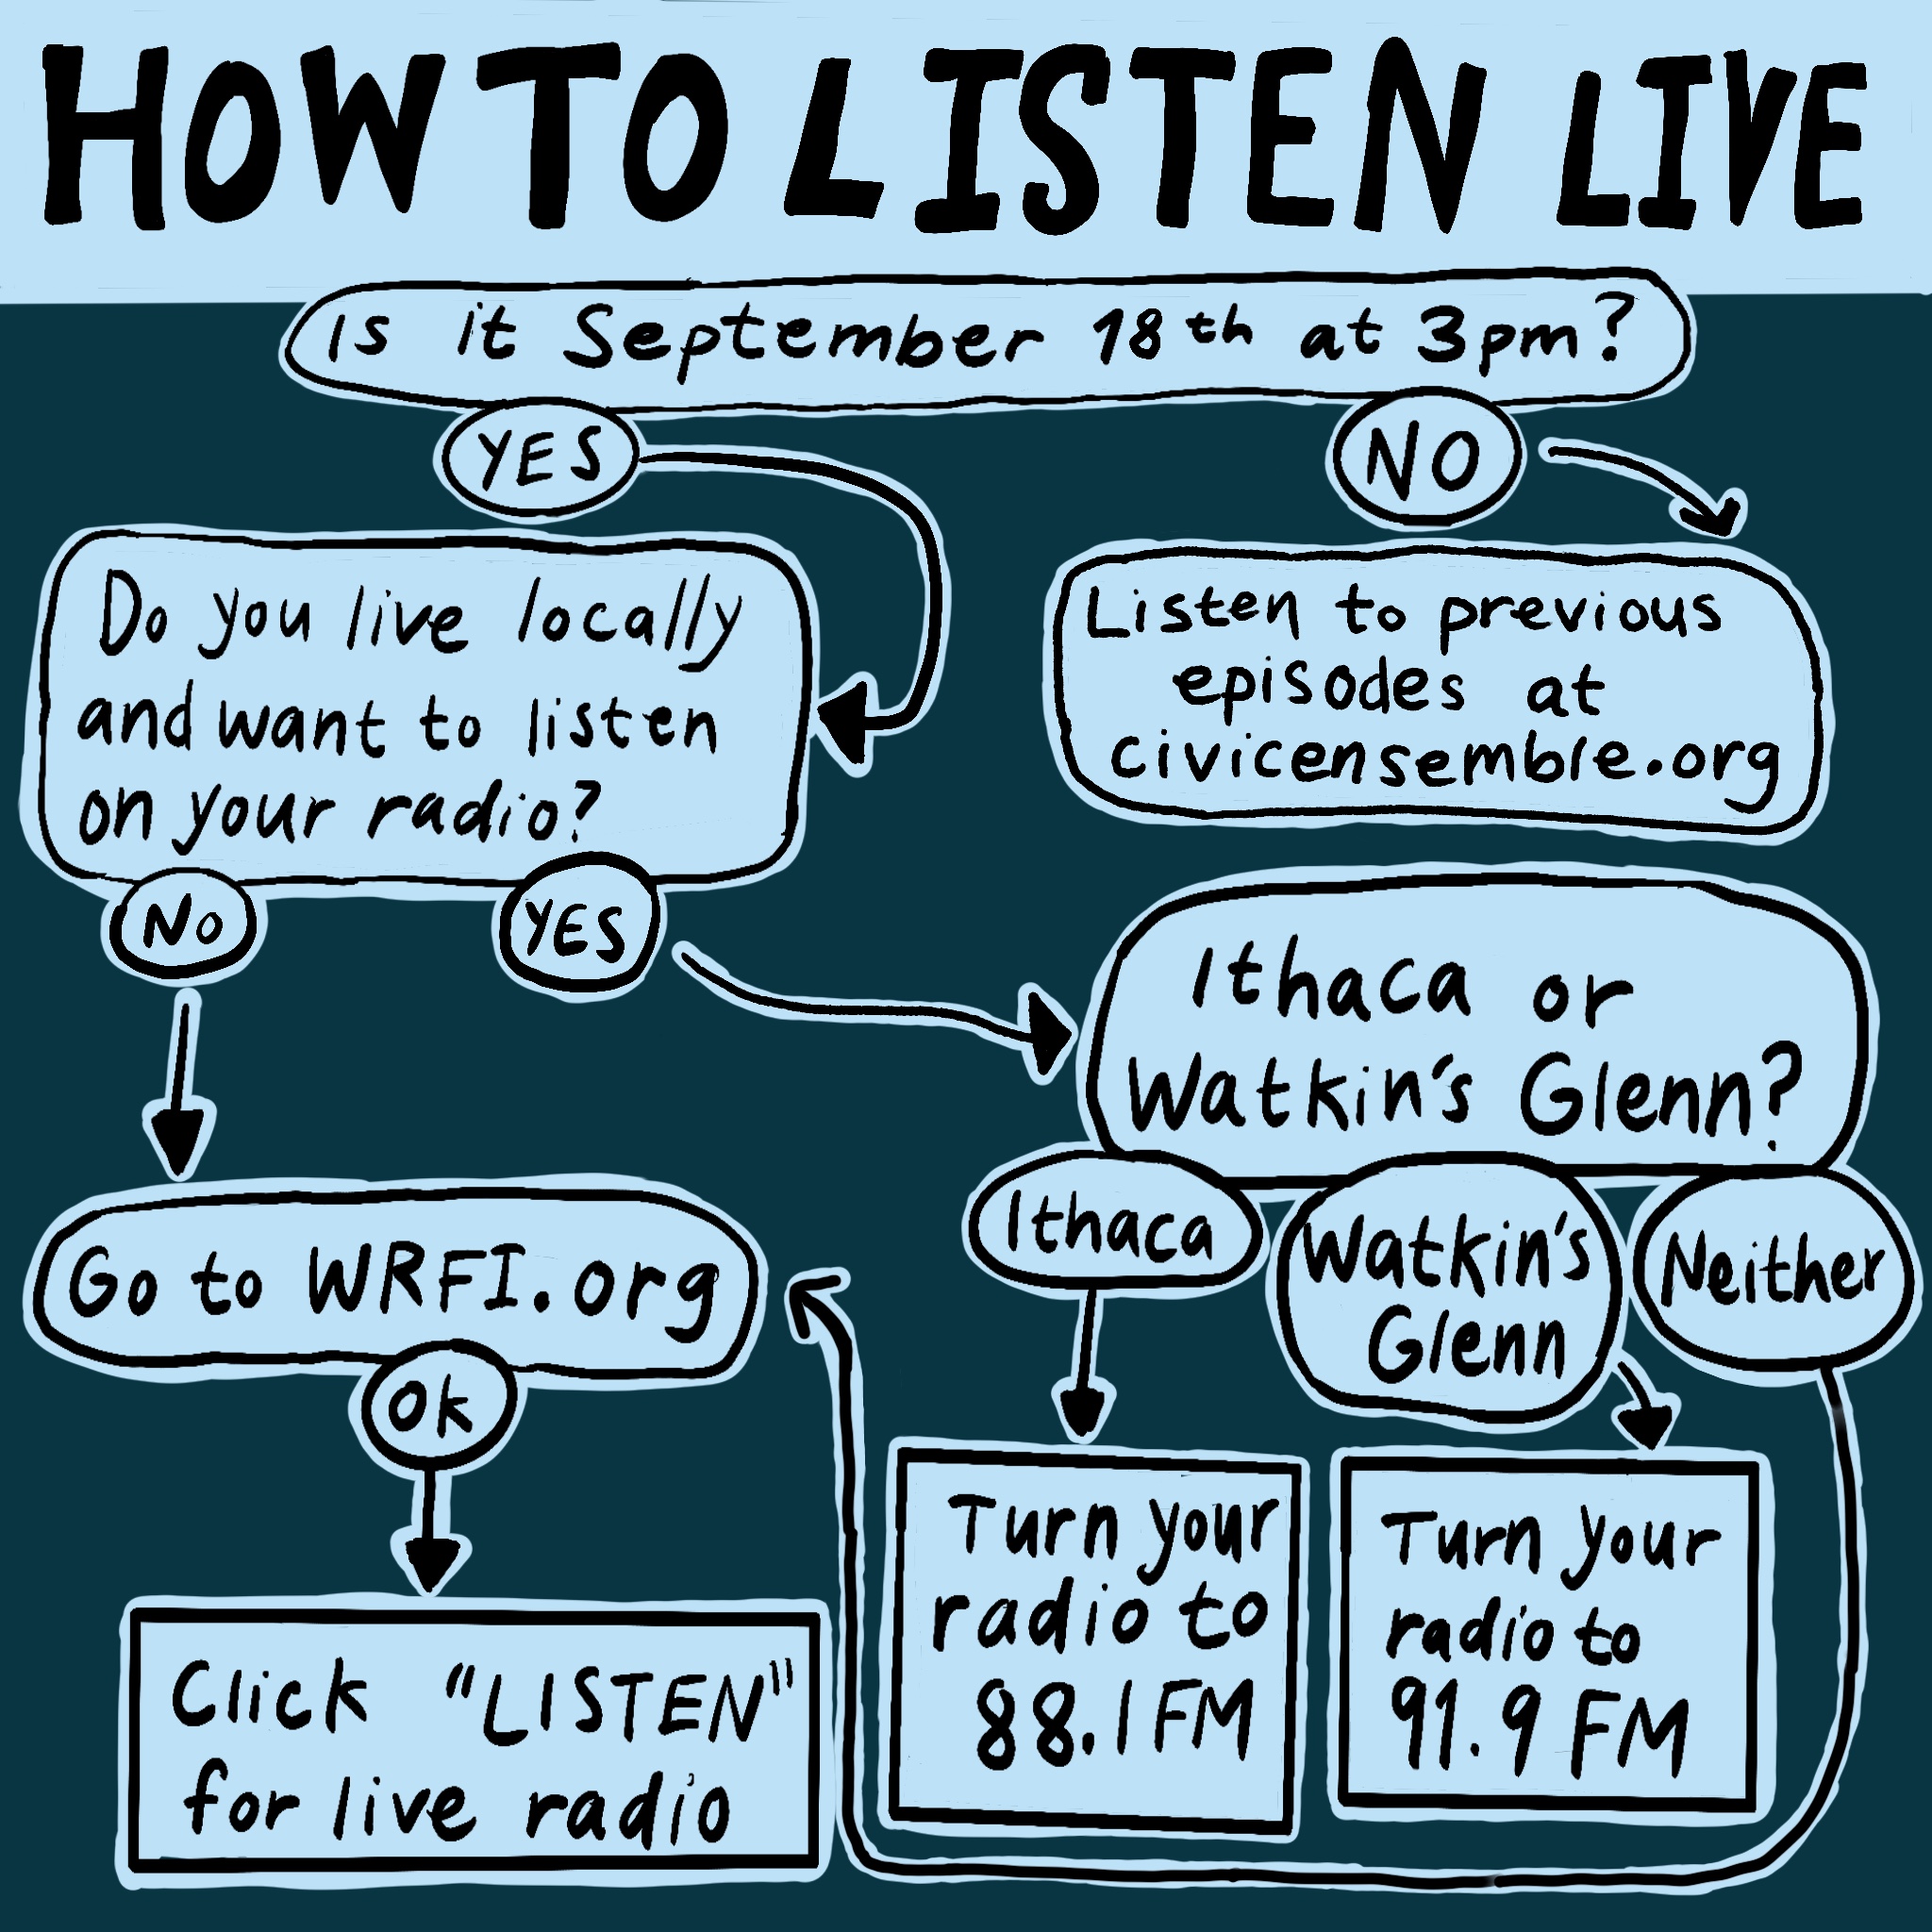 HOW TO LISTEN LIVE
Is it September 18th at 3pm?
YES
NO
Do you live locally
and want to listen
on your radio?
Listen to previous
episodes at
civicensemble.org
No
YES
Ithaca or
Watkin's Glenn?
Ithaca
Watkin's
Glenn
Neither
Go to WRFI.org
Ok
Click "LISTEN"
for live radio
Turn your
radio to
88.1 FM
Turn your
radio to
91.9 FM